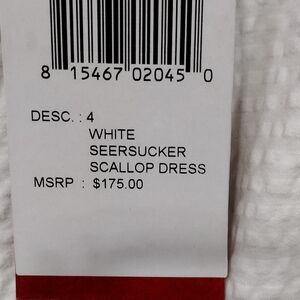 8 15467 02045 0
DESC. : 4
WHITE
SEERSUCKER
SCALLOP DRESS
MSRP : $175.00